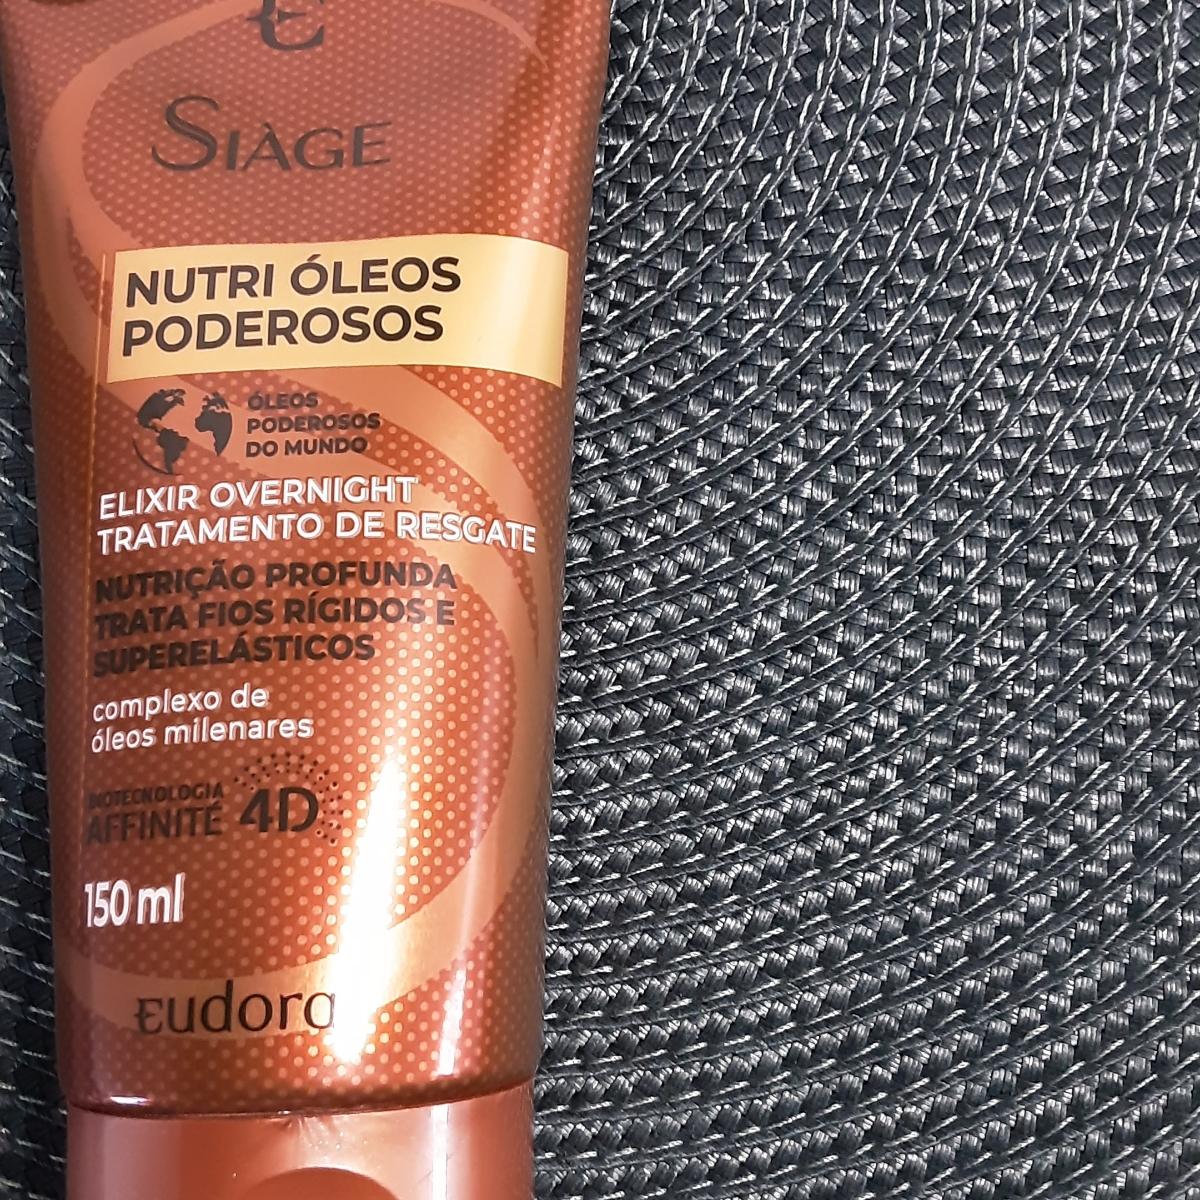 E
SIÀGE
NUTRI ÓLEOS
PODEROSOS
ÓLEOS
PODEROSOS
DO MUNDO
ELIXIR OVERNIGHT
TRATAMENTO DE RESGATE
NUTRIÇÃO PROFUNDA
TRATA FIOS RÍGIDOS E
SUPERELÁSTICOS
complexo de
óleos milenares
BIOTECNOLOGIA
AFFINITÉ 4D
150 ml
Eudora